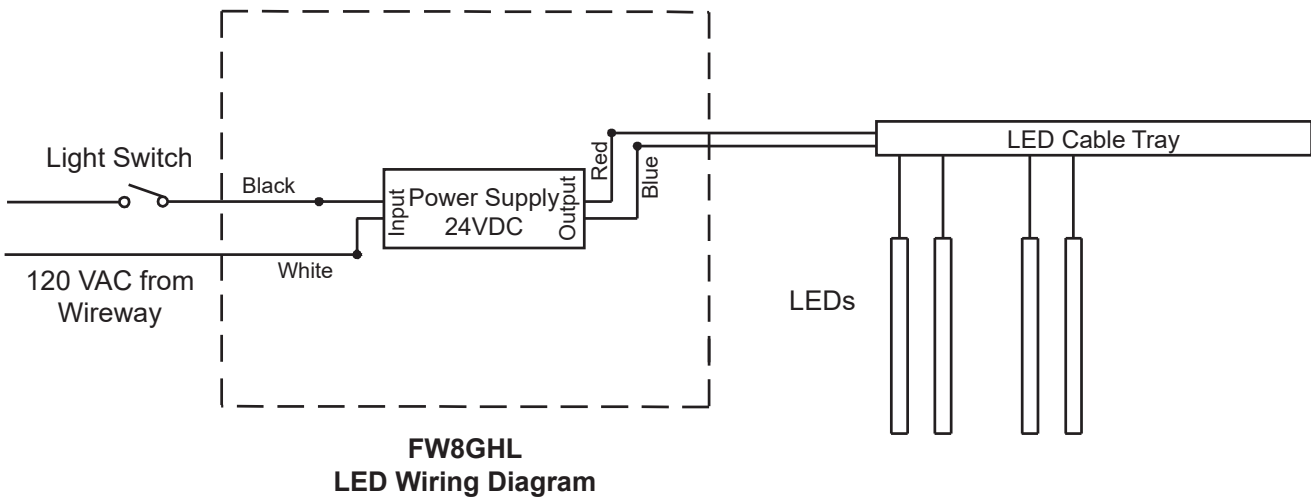 Light Switch
Black
Input
Power Supply
24VDC
Output
Red
Blue
LED Cable Tray
White
120 VAC from
Wireway
LEDs
FW8GHL
LED Wiring Diagram